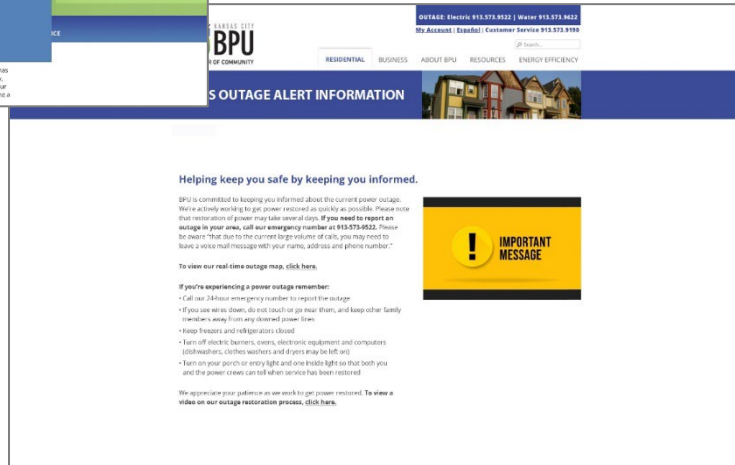 ICE
has
ur
e a
KANSAS CITY
BPU
OF COMMUNITY
OUTAGE: Electric 913.573.9522 | Water 913.573.9622
My Account | Español | Customer Service 913.573.9190
Search...
RESIDENTIAL BUSINESS ABOUT BPU RESOURCES ENERGY EFFICIENCY
S OUTAGE ALERT INFORMATION
Helping keep you safe by keeping you informed.
BPU is committed to keeping you informed about the current power outage.
We're actively working to get power restored as quickly as possible. Please note
that restoration of power may take several days. If you need to report an
outage in your area, call our emergency number at 913-573-9522. Please
be aware "that due to the current large volume of calls, you may need to
leave a voice mail message with your name, address and phone number."
To view our real-time outage map, click here.
If you're experiencing a power outage remember:
• Call our 24-hour emergency number to report the outage
• If you see wires down, do not touch or go near them, and keep other family
members away from any downed power lines
• Keep freezers and refrigerators closed
• Turn off electric burners, ovens, electronic equipment and computers
(dishwashers, clothes washers and dryers may be left on)
• Turn on your porch or entry light and one inside light so that both you
and the power crews can tell when service has been restored
We appreciate your patience as we work to get power restored. To view a
video on our outage restoration process, click here.
! IMPORTANT
MESSAGE